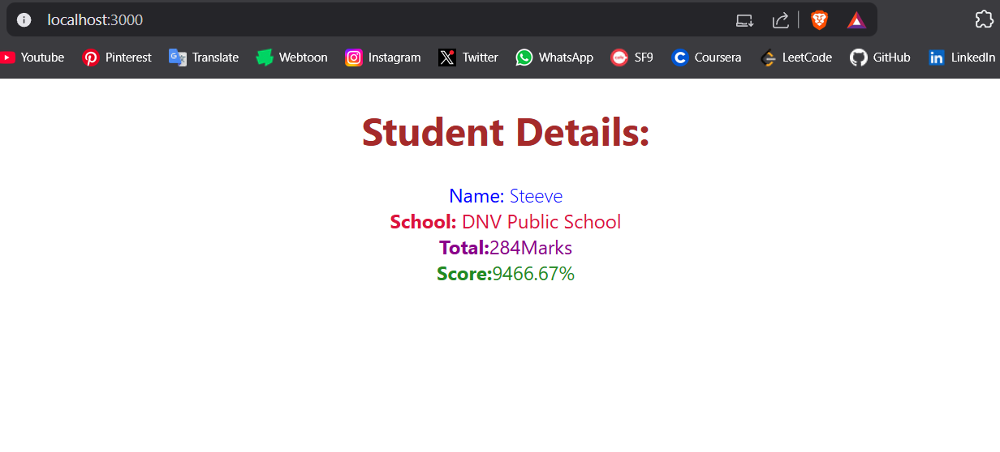 localhost:3000
Youtube Pinterest Translate Webtoon Instagram Twitter WhatsApp SF9 Coursera LeetCode GitHub LinkedIn
Student Details:
Name: Steeve
School: DNV Public School
Total:284Marks
Score:9466.67%